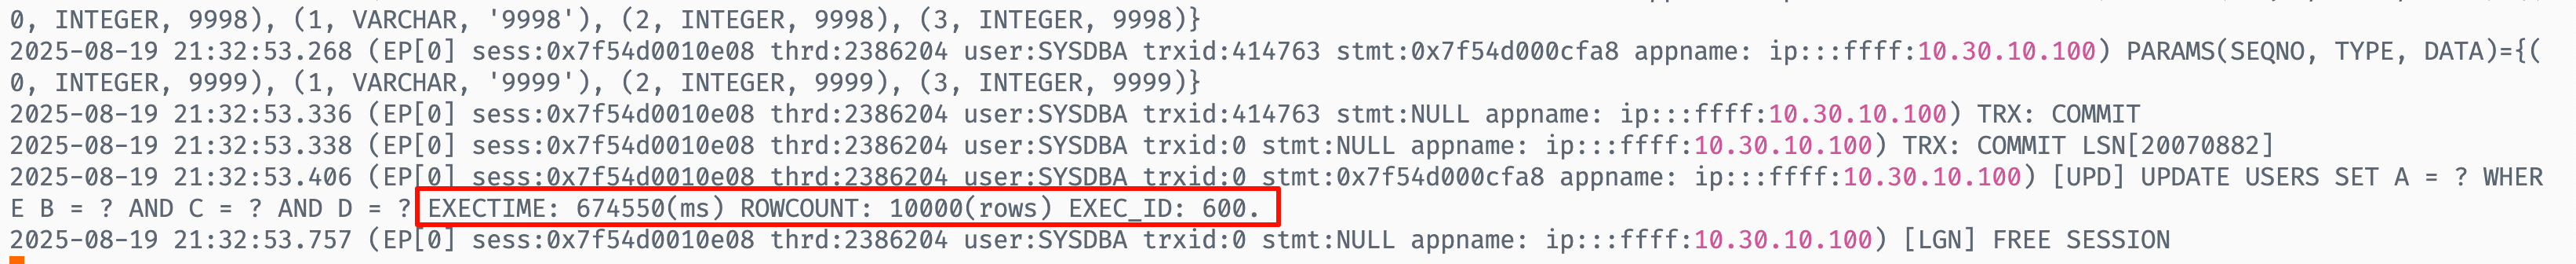 0, INTEGER, 9998), (1, VARCHAR, '9998'), (2, INTEGER, 9998), (3, INTEGER, 9998)}
2025-08-19 21:32:53.268 (EP[0] sess:0x7f54d0010e08 thrd:2386204 user:SYSDBA trxid:414763 stmt:0x7f54d000cfa8 appname: ip:::ffff:10.30.10.100) PARAMS(SEQNO, TYPE, DATA)={(
0, INTEGER, 9999), (1, VARCHAR, '9999'), (2, INTEGER, 9999), (3, INTEGER, 9999)}
2025-08-19 21:32:53.336 (EP[0] sess:0x7f54d0010e08 thrd:2386204 user:SYSDBA trxid:414763 stmt:NULL appname: ip:::ffff:10.30.10.100) TRX: COMMIT
2025-08-19 21:32:53.338 (EP[0] sess:0x7f54d0010e08 thrd:2386204 user:SYSDBA trxid:0 stmt:NULL appname: ip:::ffff:10.30.10.100) TRX: COMMIT LSN[20070882]
2025-08-19 21:32:53.406 (EP[0] sess:0x7f54d0010e08 thrd:2386204 user:SYSDBA trxid:0 stmt:0x7f54d000cfa8 appname: ip:::ffff:10.30.10.100) [UPD] UPDATE USERS SET A = ? WHER
E B = ? AND C = ? AND D = ? EXECTIME: 674550(ms) ROWCOUNT: 10000(rows) EXEC_ID: 600.
2025-08-19 21:32:53.757 (EP[0] sess:0x7f54d0010e08 thrd:2386204 user:SYSDBA trxid:0 stmt:NULL appname: ip:::ffff:10.30.10.100) [LGN] FREE SESSION